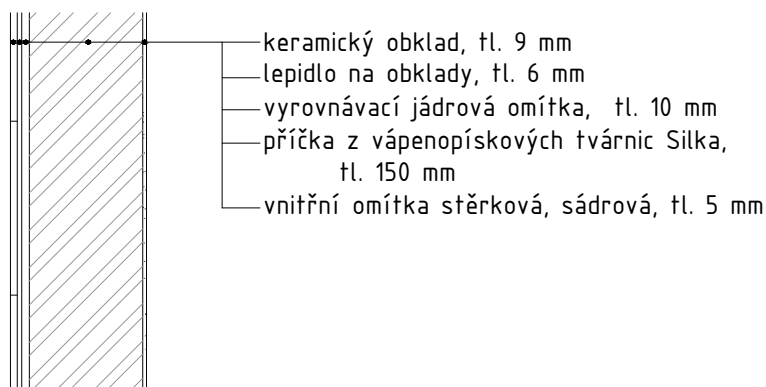 keramický obklad, tl. 9 mm
lepidlo na obklady, tl. 6 mm
vyrovnávací jádrová omítka, tl. 10 mm
příčka z vápenopískových tvárnic Silka,
tl. 150 mm
vnitřní omítka stěrková, sádrová, tl. 5 mm